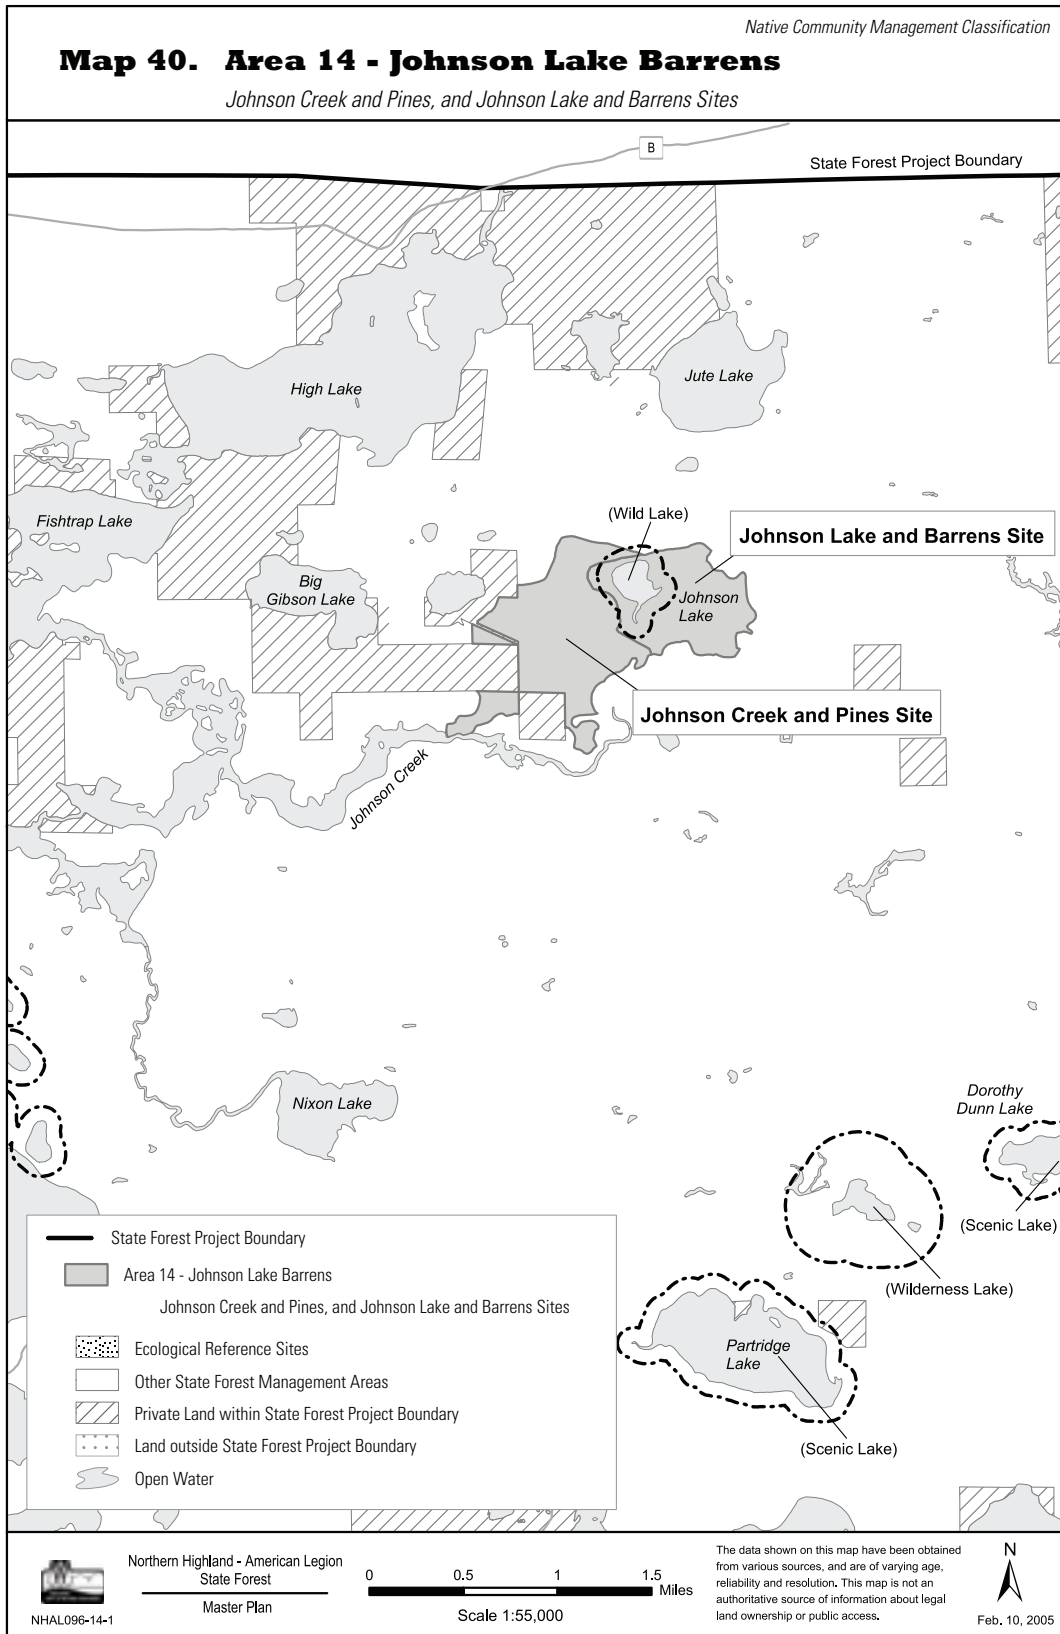 Native Community Management Classification
Map 40. Area 14 - Johnson Lake Barrens
Johnson Creek and Pines, and Johnson Lake and Barrens Sites
B
State Forest Project Boundary
High Lake
Jute Lake
Fishtrap Lake
(Wild Lake)
Johnson Lake and Barrens Site
Big
Gibson Lake
Johnson
Lake
Johnson Creek and Pines Site
Johnson Creek
Nixon Lake
Dorothy
Dunn Lake
(Scenic Lake)
(Wilderness Lake)
Partridge
Lake
(Scenic Lake)
State Forest Project Boundary
Area 14 - Johnson Lake Barrens
Johnson Creek and Pines, and Johnson Lake and Barrens Sites
Ecological Reference Sites
Other State Forest Management Areas
Private Land within State Forest Project Boundary
Land outside State Forest Project Boundary
Open Water
NHAL096-14-1
Northern Highland - American Legion
State Forest
Master Plan
0 0.5 1 1.5
Miles
Scale 1:55,000
The data shown on this map have been obtained
from various sources, and are of varying age,
reliability and resolution. This map is not an
authoritative source of information about legal
land ownership or public access.
N
Feb. 10, 2005